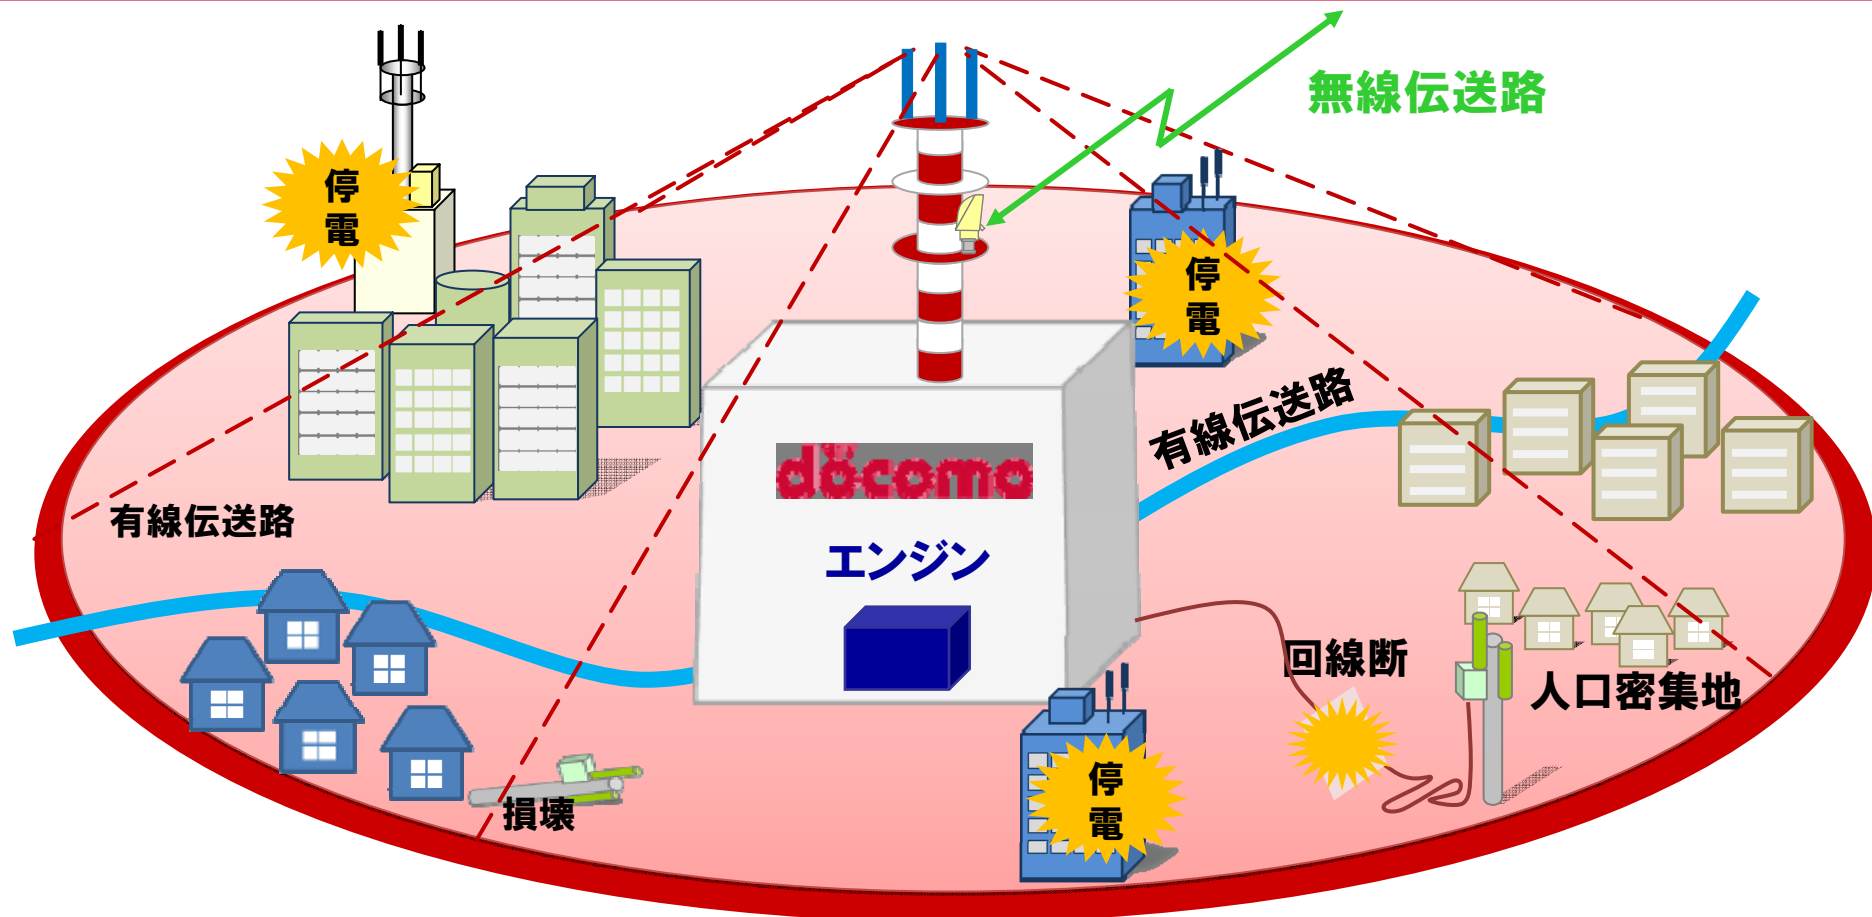 無線伝送路
停
電
停
電
有線伝送路
döcomo
有線伝送路
エンジン
回線断
人口密集地
停
電
損壊